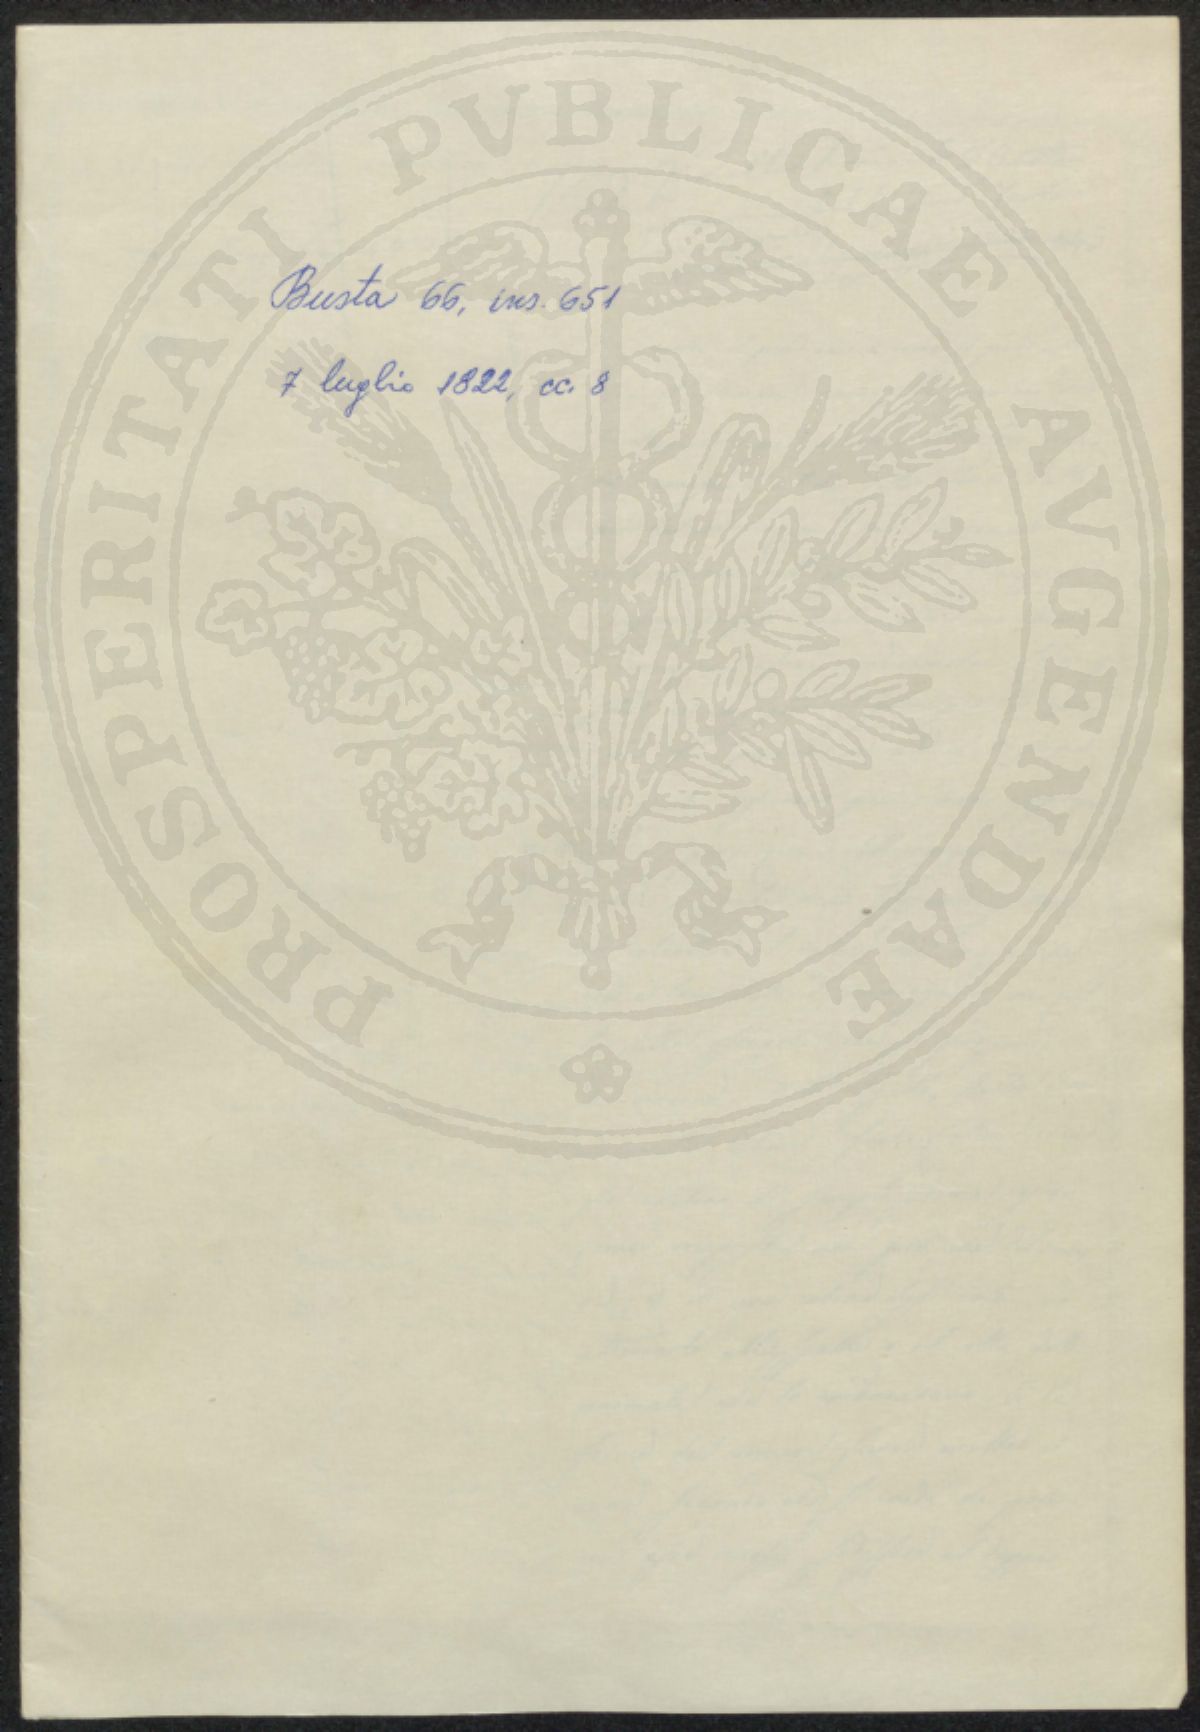 Busta 66, ins. 651
7 luglio 1822, cc. 8
PROSPERITATI PVBLICAE AVGENDAE